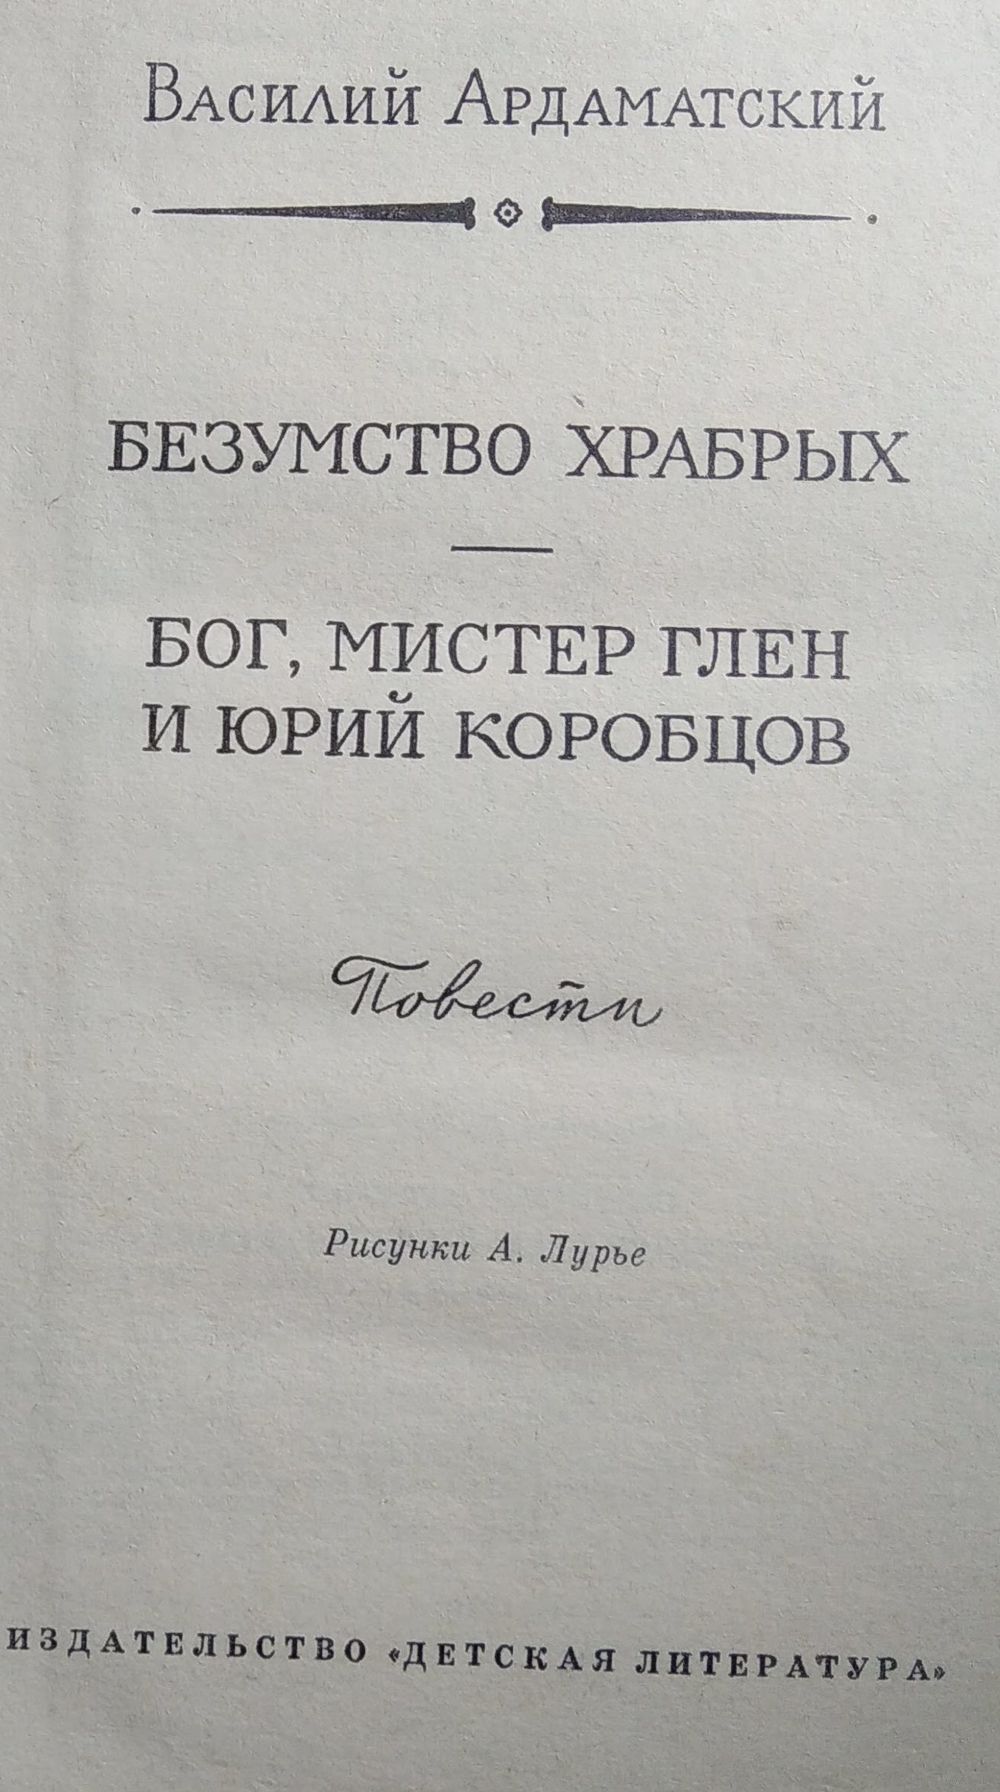 Василий Ардаматский
БЕЗУМСТВО ХРАБРЫХ
БОГ, МИСТЕР ГЛЕН
И ЮРИЙ КОРОБЦОВ
Повести
Рисунки А. Лурье
ИЗДАТЕЛЬСТВО «ДЕТСКАЯ ЛИТЕРАТУРА»